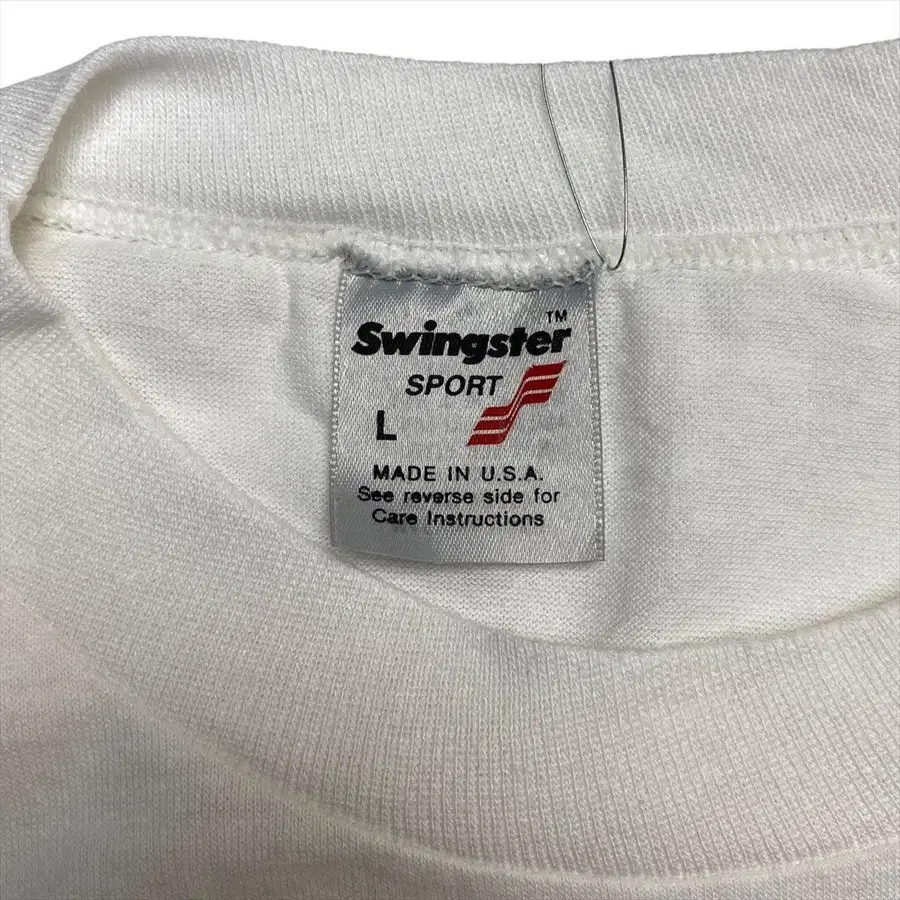 Swingster™
SPORT
L
MADE IN U.S.A.
See reverse side for
Care Instructions